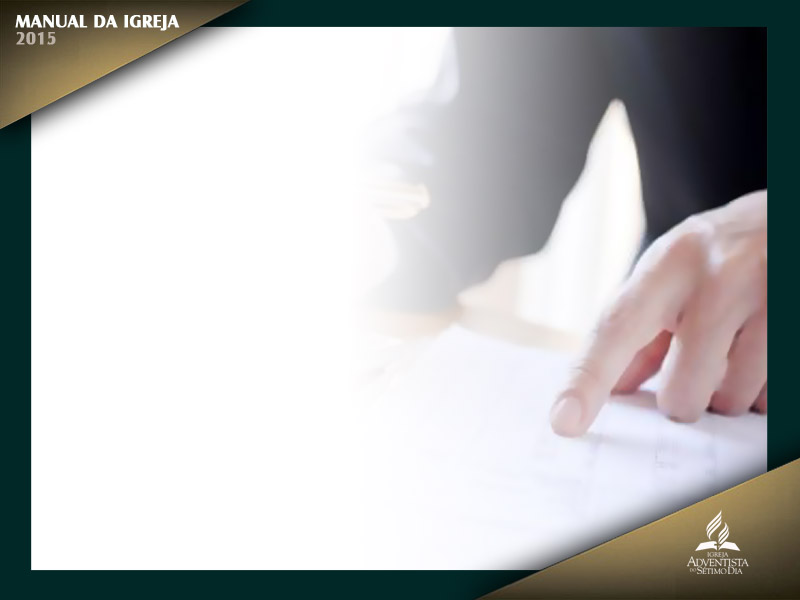 MANUAL DA IGREJA
2015
IGREJA
ADVENTISTA
DO SÉTIMO DIA